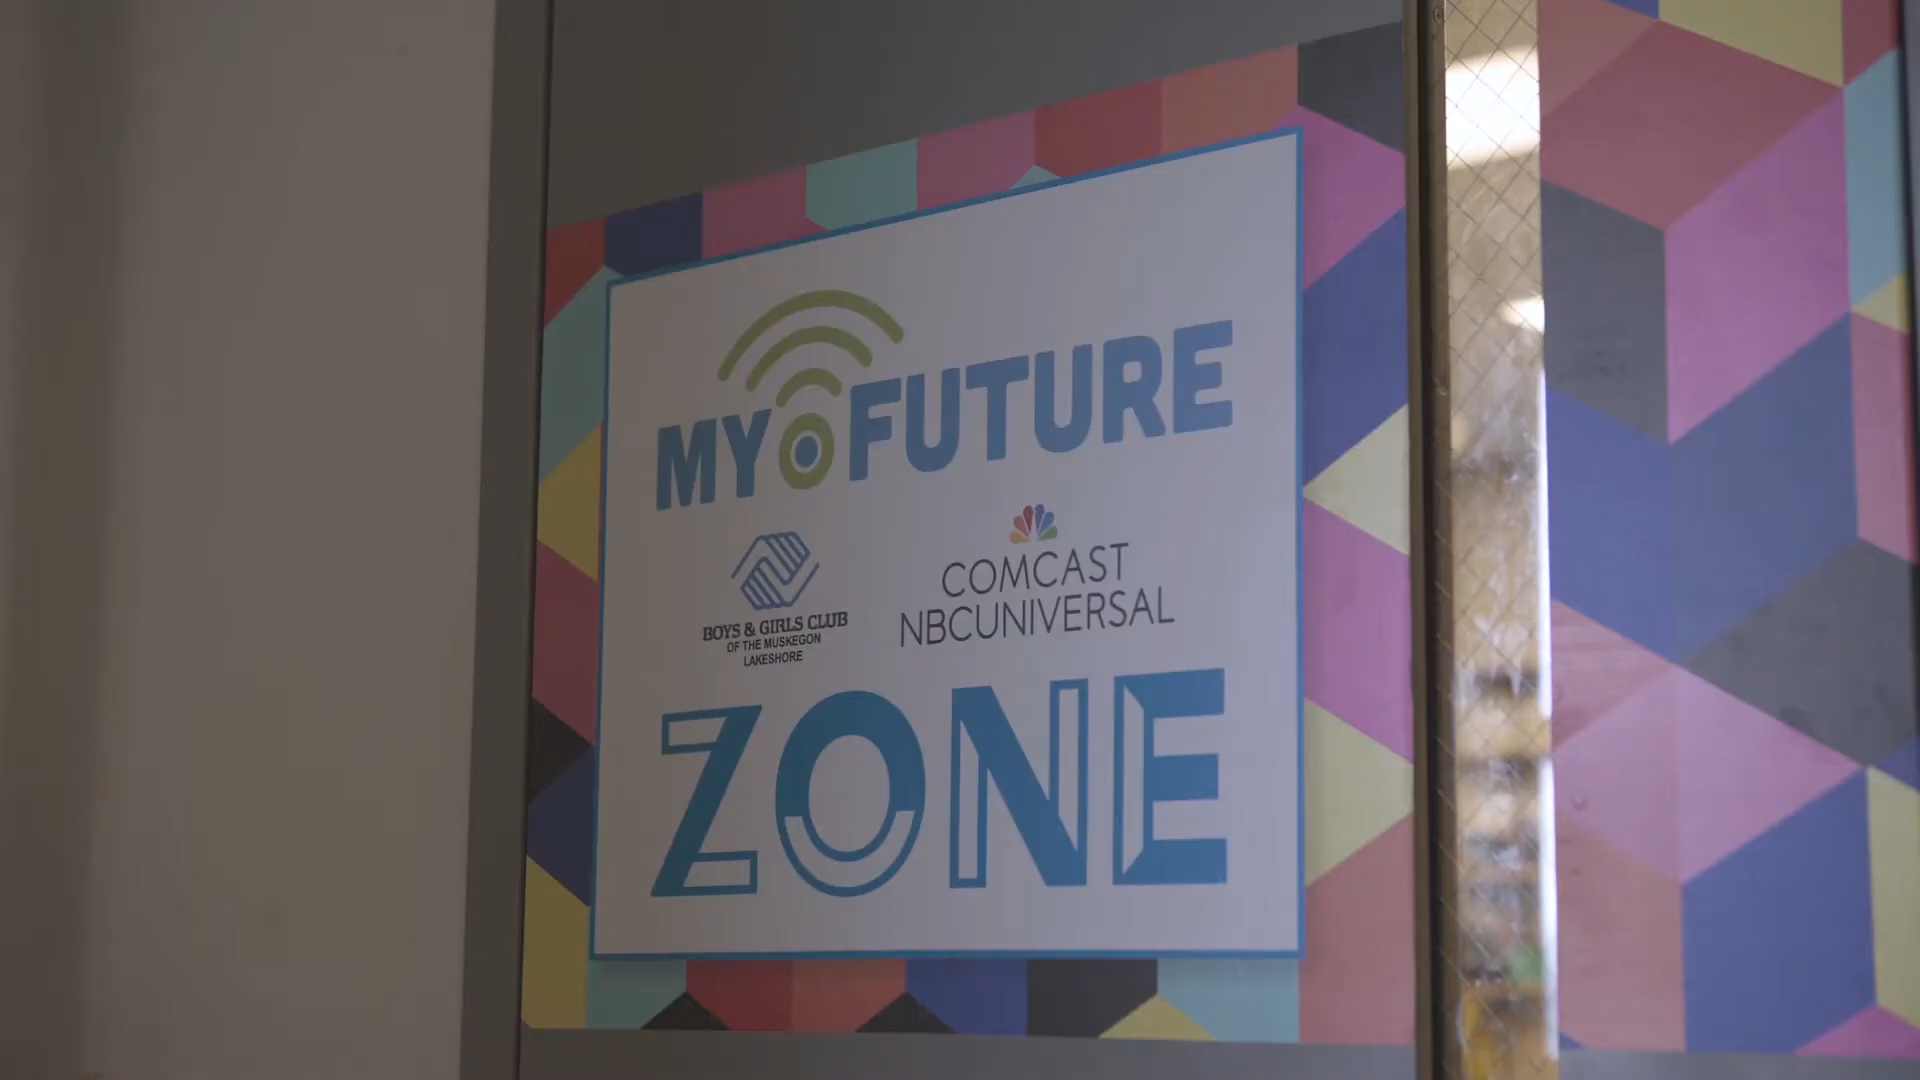 MY FUTURE
BOYS & GIRLS CLUB
OF THE MUSKEGON
LAKESHORE
COMCAST
NBCUNIVERSAL
ZONE